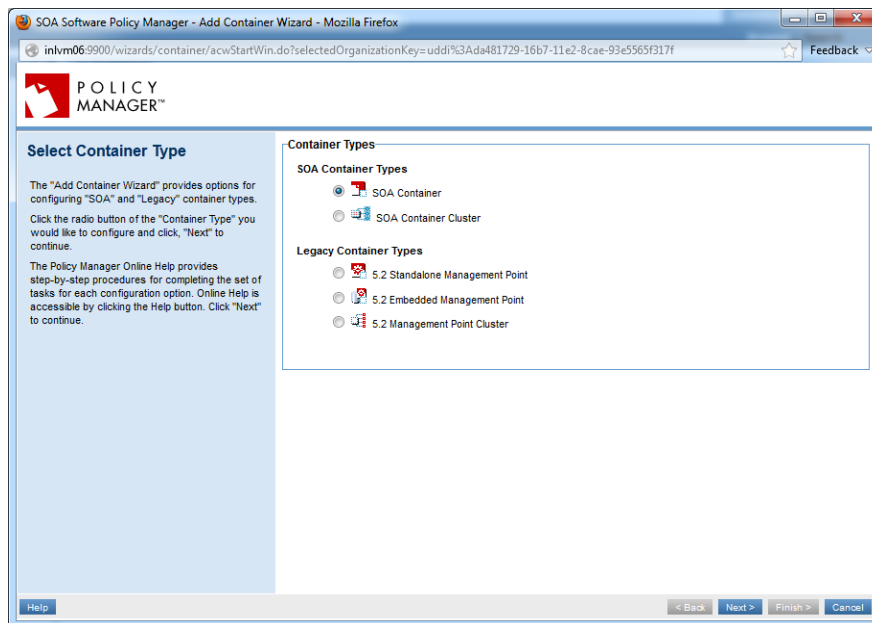 SOA Software Policy Manager - Add Container Wizard - Mozilla Firefox
inlvm06:9900/wizards/container/acwStartWin.do?selectedOrganizationKey=uddi%3Ada481729-16b7-11e2-8cae-93e5565f317f
Feedback
POLICY
MANAGER™
Select Container Type
The "Add Container Wizard" provides options for
configuring "SOA" and "Legacy" container types.
Click the radio button of the "Container Type" you
would like to configure and click, "Next" to
continue.
The Policy Manager Online Help provides
step-by-step procedures for completing the set of
tasks for each configuration option. Online Help is
accessible by clicking the Help button. Click "Next"
to continue.
Container Types
SOA Container Types
SOA Container
SOA Container Cluster
Legacy Container Types
5.2 Standalone Management Point
5.2 Embedded Management Point
5.2 Management Point Cluster
Help
< Back
Next >
Finish >
Cancel